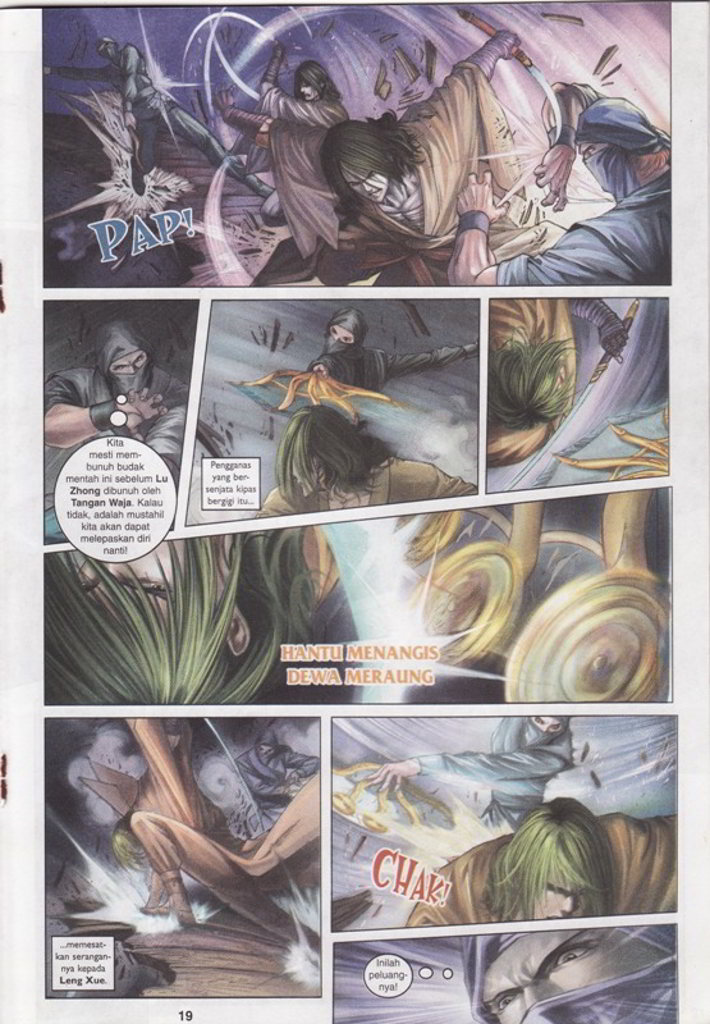 PAP!
Kita
mesti mem-
bunuh budak
mentah ini sebelum Lu
Zhong dibunuh oleh
Tangan Waja. Kalau
tidak, adalah mustahil
kita akan dapat
melepaskan diri
nanti!
Pengganas
yang ber-
senjata kipas
bergigi itu...
HANTU MENANGIS
DEWA MERAUNG
...memesat-
kan serangan-
nya kepada
Leng Xue.
CHAK!
Inilah
peluang-
nya!
19